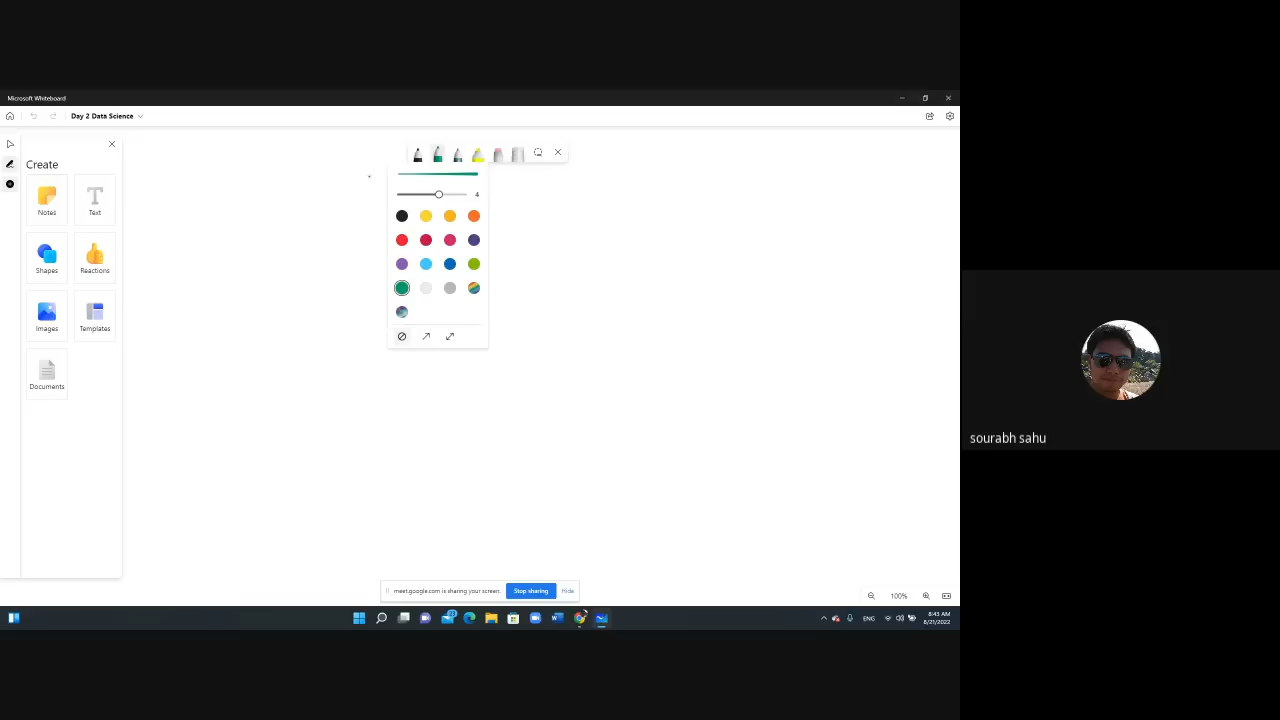 Microsoft Whiteboard
Day 2 Data Science
Create
Notes
Text
4
Shapes
Reactions
Images
Templates
Documents
sourabh sahu
meet.google.com is sharing your screen.
Stop sharing
Hide
100%
ENG
8:43 AM
8/21/2022